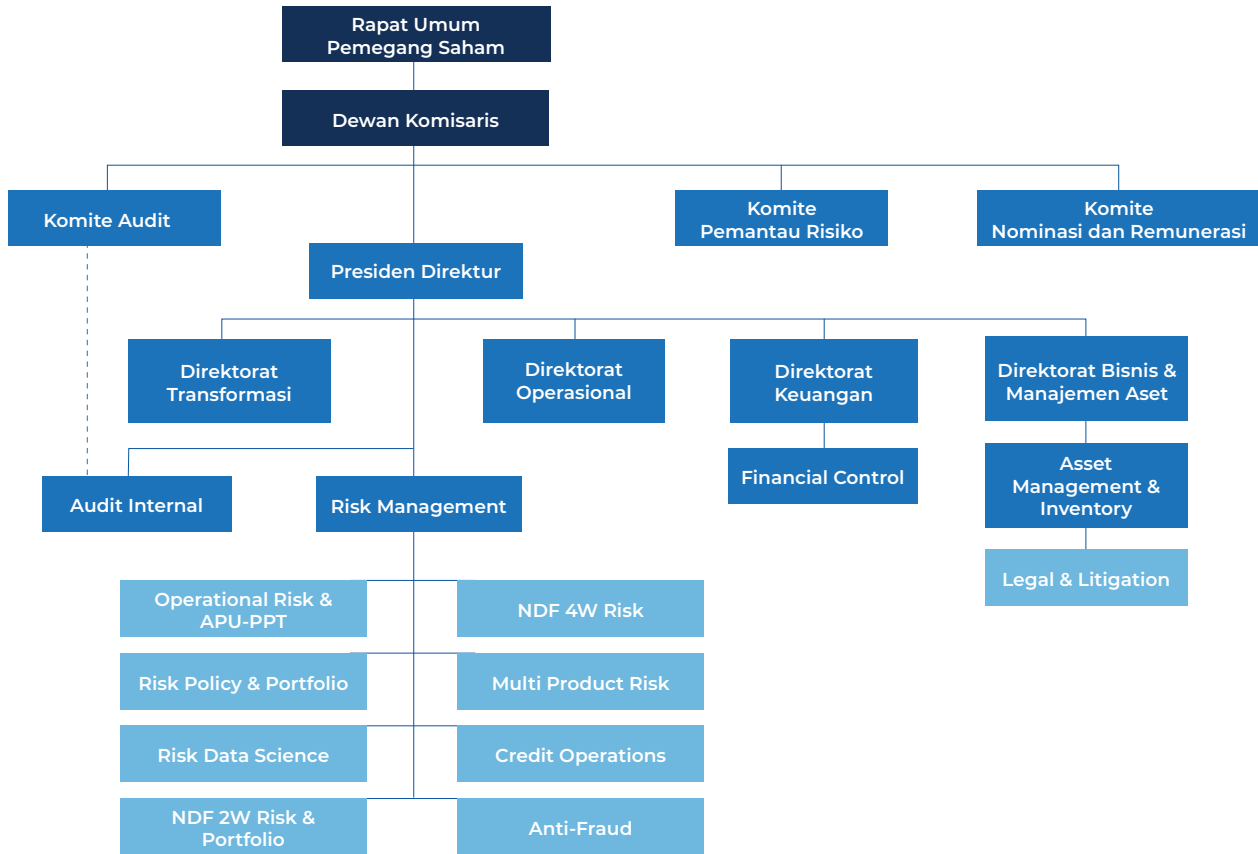 Rapat Umum
Pemegang Saham
Dewan Komisaris
Komite Audit
Komite
Pemantau Risiko
Komite
Nominasi dan Remunerasi
Presiden Direktur
Direktorat
Transformasi
Direktorat
Operasional
Direktorat
Keuangan
Direktorat Bisnis &
Manajemen Aset
Audit Internal
Risk Management
Financial Control
Asset
Management &
Inventory
Legal & Litigation
Operational Risk &
APU-PPT
NDF 4W Risk
Risk Policy & Portfolio
Multi Product Risk
Risk Data Science
Credit Operations
NDF 2W Risk &
Portfolio
Anti-Fraud